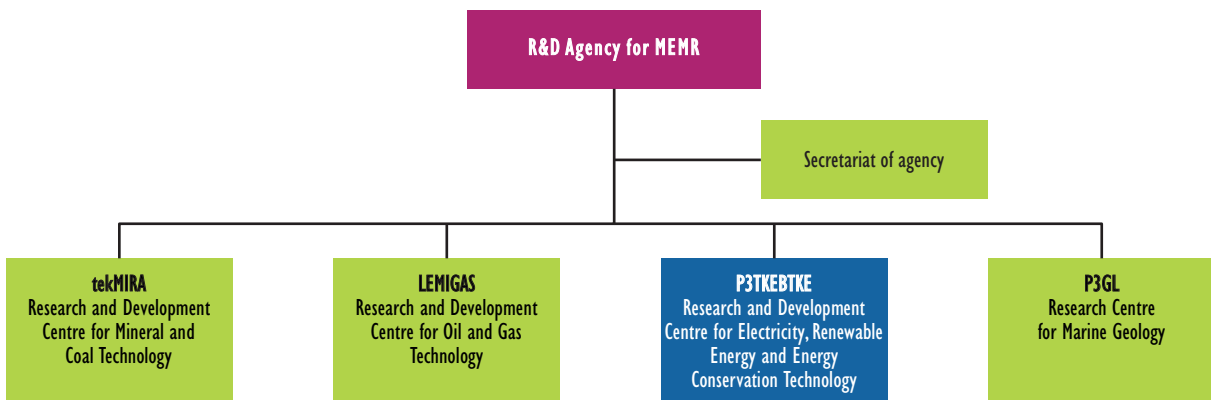 R&D Agency for MEMR
Secretariat of agency
tekMIRA
Research and Development
Centre for Mineral and
Coal Technology
LEMIGAS
Research and Development
Centre for Oil and Gas
Technology
P3TKEBTKE
Research and Development
Centre for Electricity, Renewable
Energy and Energy
Conservation Technology
P3GL
Research Centre
for Marine Geology